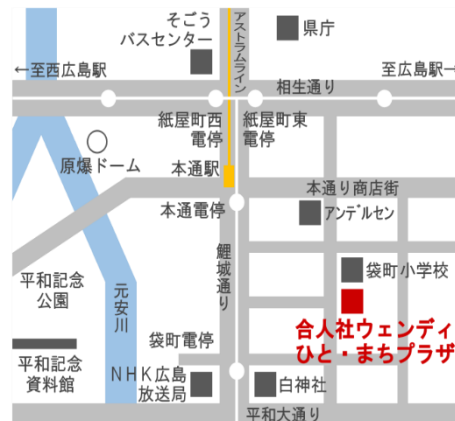 そごう
バスセンター
アストラムライン
県庁
←至西広島駅
相生通り
至広島駅→
紙屋町西
電停
紙屋町東
電停
原爆ドーム
本通駅
本通り商店街
本通電停
アンデルセン
鯉城通り
袋町小学校
平和記念
公園
元安川
合人社ウェンディ
ひと・まちプラザ
袋町電停
平和記念
資料館
NHK広島
放送局
白神社
平和大通り